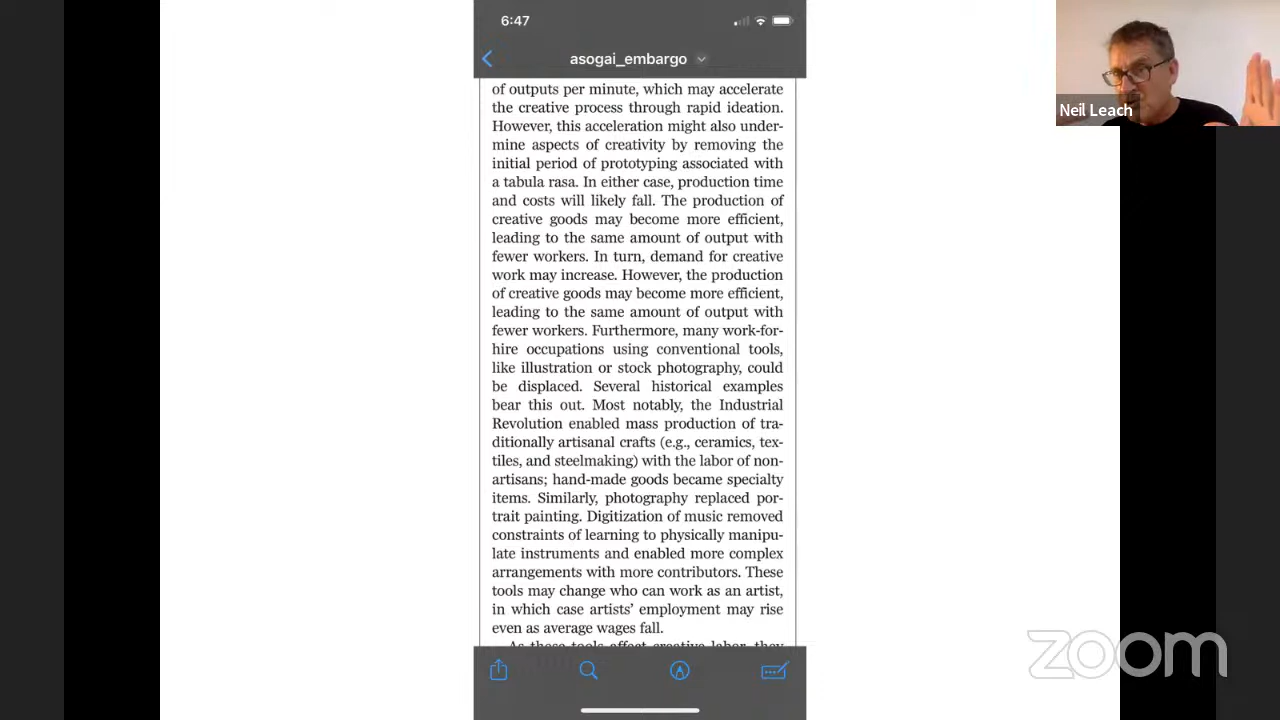 6:47
asogai_embargo
Neil Leach
of outputs per minute, which may accelerate
the creative process through rapid ideation.
However, this acceleration might also under-
mine aspects of creativity by removing the
initial period of prototyping associated with
a tabula rasa. In either case, production time
and costs will likely fall. The production of
creative goods may become more efficient,
leading to the same amount of output with
fewer workers. In turn, demand for creative
work may increase. However, the production
of creative goods may become more efficient,
leading to the same amount of output with
fewer workers. Furthermore, many work-for-
hire occupations using conventional tools,
like illustration or stock photography, could
be displaced. Several historical examples
bear this out. Most notably, the Industrial
Revolution enabled mass production of tra-
ditionally artisanal crafts (e.g., ceramics, tex-
tiles, and steelmaking) with the labor of non-
artisans; hand-made goods became specialty
items. Similarly, photography replaced por-
trait painting. Digitization of music removed
constraints of learning to physically manipu-
late instruments and enabled more complex
arrangements with more contributors. These
tools may change who can work as an artist,
in which case artists' employment may rise
even as average wages fall.
As these tools affect creative labor, they
zoom